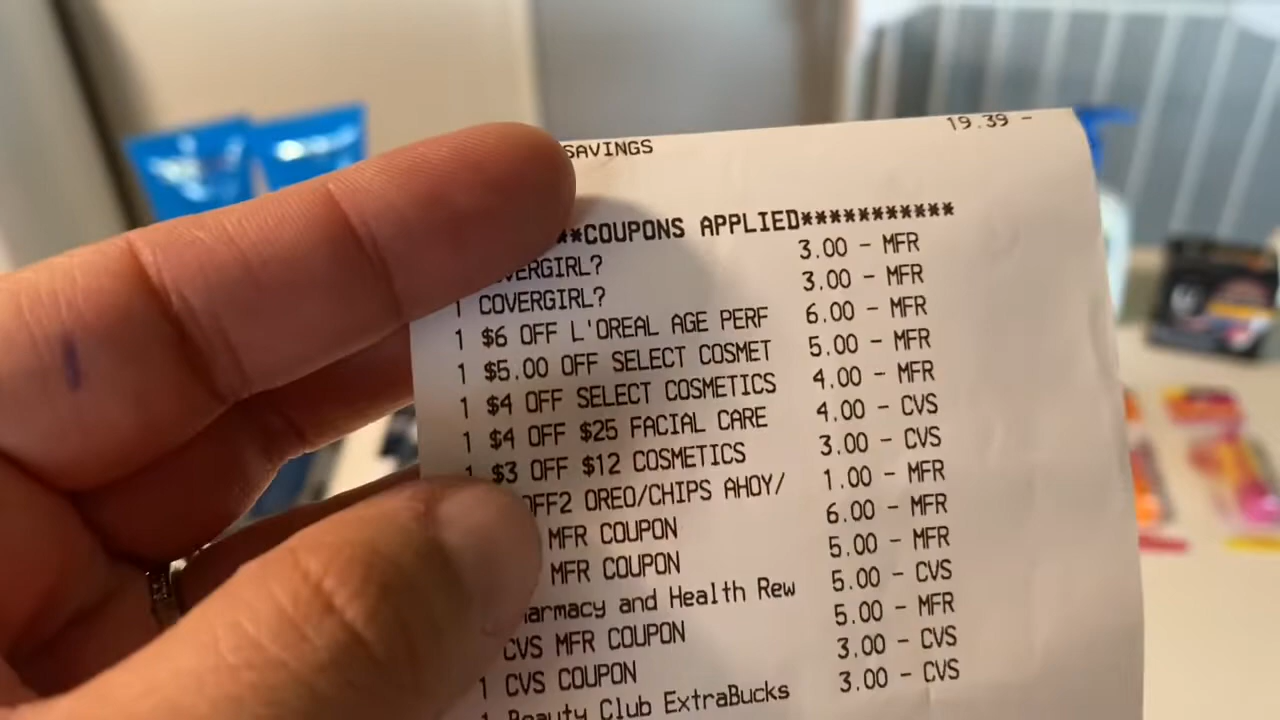 SAVINGS 19.39 -
**COUPONS APPLIED***********
VERGIRL? 3.00 - MFR
1 COVERGIRL? 3.00 - MFR
1 $6 OFF L'OREAL AGE PERF 6.00 - MFR
1 $5.00 OFF SELECT COSMET 5.00 - MFR
1 $4 OFF SELECT COSMETICS 4.00 - MFR
1 $4 OFF $25 FACIAL CARE 4.00 - CVS
1 $3 OFF $12 COSMETICS 3.00 - CVS
OFF2 OREO/CHIPS AHOY/ 1.00 - MFR
MFR COUPON 6.00 - MFR
MFR COUPON 5.00 - MFR
armacy and Health Rew 5.00 - CVS
CVS MFR COUPON 5.00 - MFR
1 CVS COUPON 3.00 - CVS
1 Beauty Club ExtraBucks 3.00 - CVS